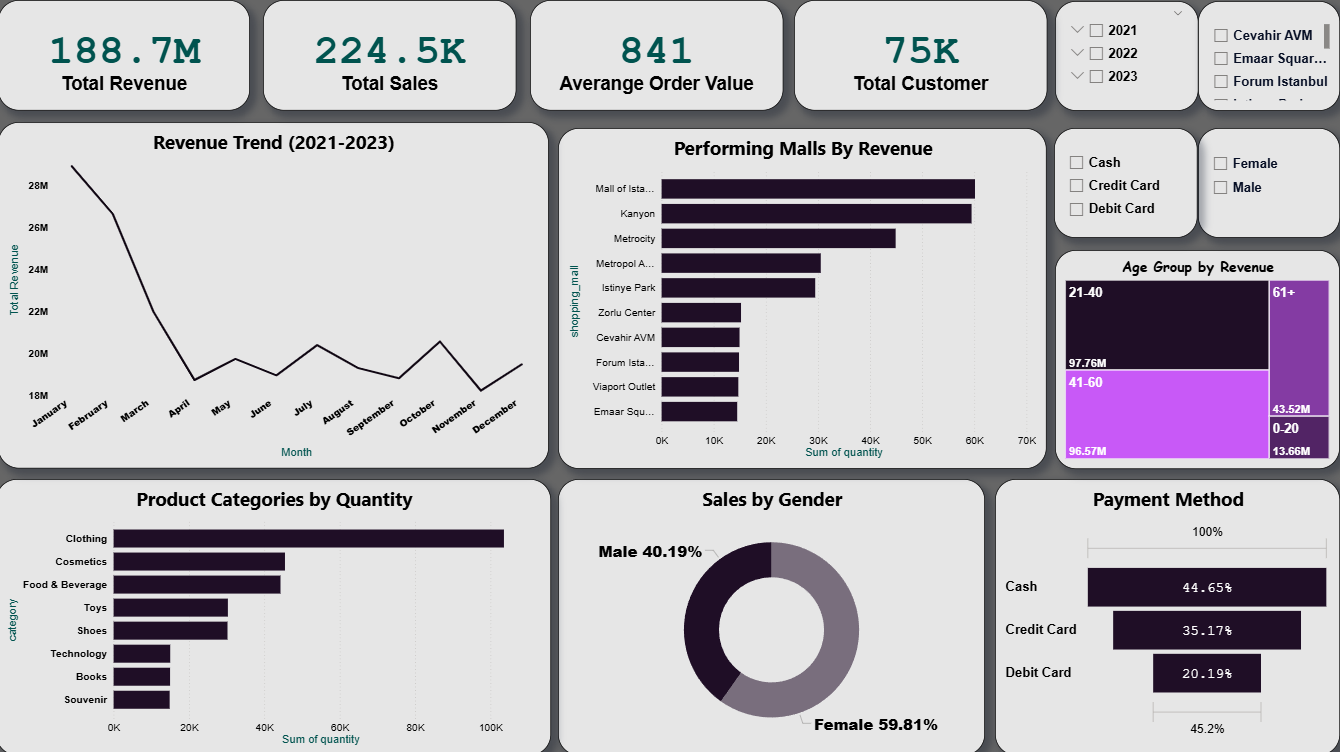 188.7M
Total Revenue
224.5K
Total Sales
841
Averange Order Value
75K
Total Customer
2021
2022
2023
Cevahir AVM
Emaar Squar...
Forum Istanbul
Cash
Credit Card
Debit Card
Female
Male
Revenue Trend (2021-2023)
Total Revenue
28M
26M
24M
22M
20M
18M
January
February
March
April
May
June
July
August
September
October
November
December
Month
Performing Malls By Revenue
shopping_mall
Mall of Ista...
Kanyon
Metrocity
Metropol A...
Istinye Park
Zorlu Center
Cevahir AVM
Forum Ista...
Viaport Outlet
Emaar Squ...
0K 10K 20K 30K 40K 50K 60K 70K
Sum of quantity
Age Group by Revenue
21-40
97.76M
41-60
96.57M
61+
43.52M
0-20
13.66M
Product Categories by Quantity
category
Clothing
Cosmetics
Food & Beverage
Toys
Shoes
Technology
Books
Souvenir
0K 20K 40K 60K 80K 100K
Sum of quantity
Sales by Gender
Male 40.19%
Female 59.81%
Payment Method
100%
Cash 44.65%
Credit Card 35.17%
Debit Card 20.19%
45.2%